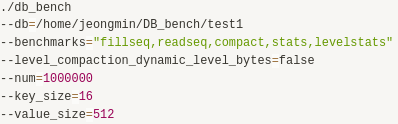 ./db_bench
--db=/home/jeongmin/DB_bench/test1
--benchmarks="fillseq,readseq,compact,stats,levelstats"
--level_compaction_dynamic_level_bytes=false
--num=1000000
--key_size=16
--value_size=512